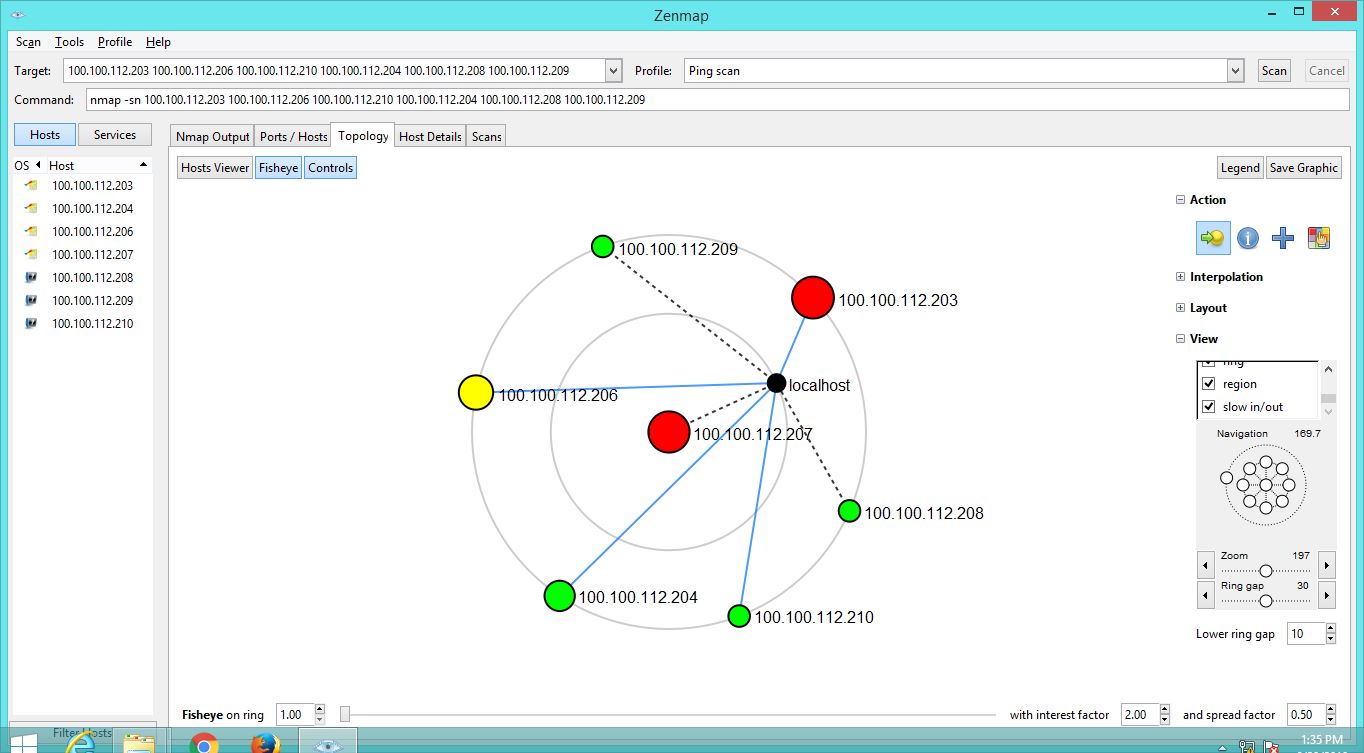 Zenmap
Scan Tools Profile Help
Target: 100.100.112.203 100.100.112.206 100.100.112.210 100.100.112.204 100.100.112.208 100.100.112.209 Profile: Ping scan Scan Cancel
Command: nmap -sn 100.100.112.203 100.100.112.206 100.100.112.210 100.100.112.204 100.100.112.208 100.100.112.209
Hosts Services
Nmap Output Ports / Hosts Topology Host Details Scans
OS Host
100.100.112.203
100.100.112.204
100.100.112.206
100.100.112.207
100.100.112.208
100.100.112.209
100.100.112.210
Hosts Viewer Fisheye Controls
Legend Save Graphic
100.100.112.209
100.100.112.203
localhost
100.100.112.206
100.100.112.207
100.100.112.208
100.100.112.204
100.100.112.210
Action
Interpolation
Layout
View
ring
region
slow in/out
Navigation 169.7
Zoom 197
Ring gap 30
Lower ring gap 10
Fisheye on ring 1.00 with interest factor 2.00 and spread factor 0.50
Filter Hosts
1:35 PM